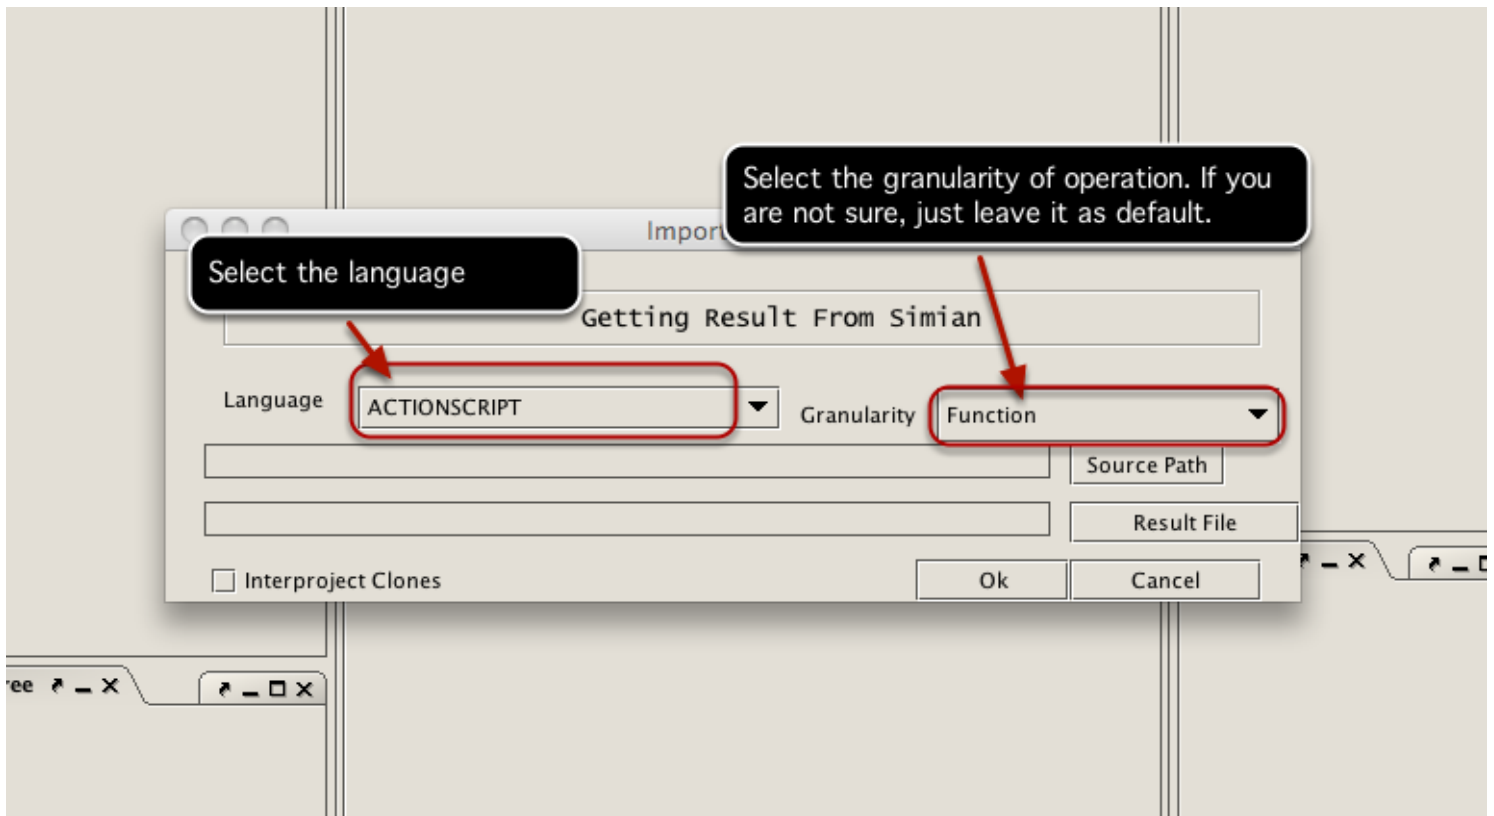 Select the granularity of operation. If you
are not sure, just leave it as default.
Import
Select the language
Getting Result From Simian
Language
ACTIONSCRIPT
Granularity
Function
Source Path
Result File
Interproject Clones
Ok
Cancel
ree